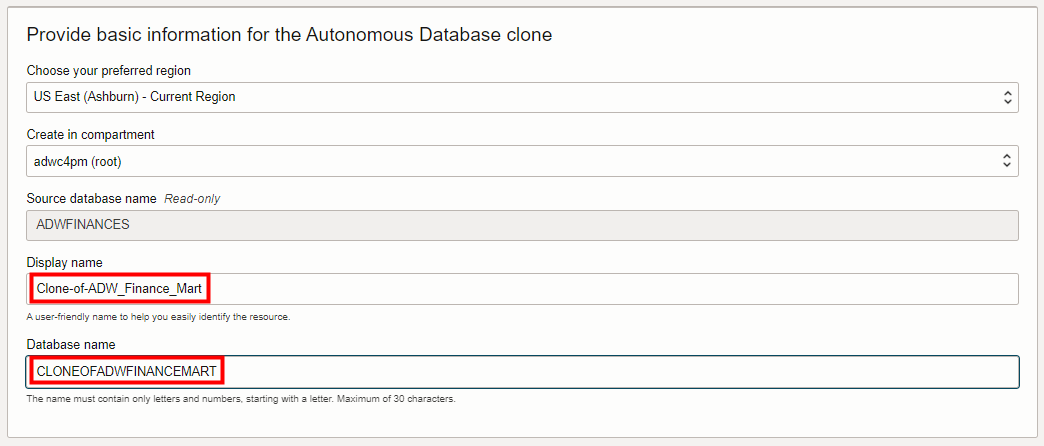 Provide basic information for the Autonomous Database clone
Choose your preferred region
US East (Ashburn) - Current Region
Create in compartment
adwc4pm (root)
Source database name Read-only
ADWFINANCES
Display name
Clone-of-ADW_Finance_Mart
A user-friendly name to help you easily identify the resource.
Database name
CLONEOFADWFINANCEMART
The name must contain only letters and numbers, starting with a letter. Maximum of 30 characters.